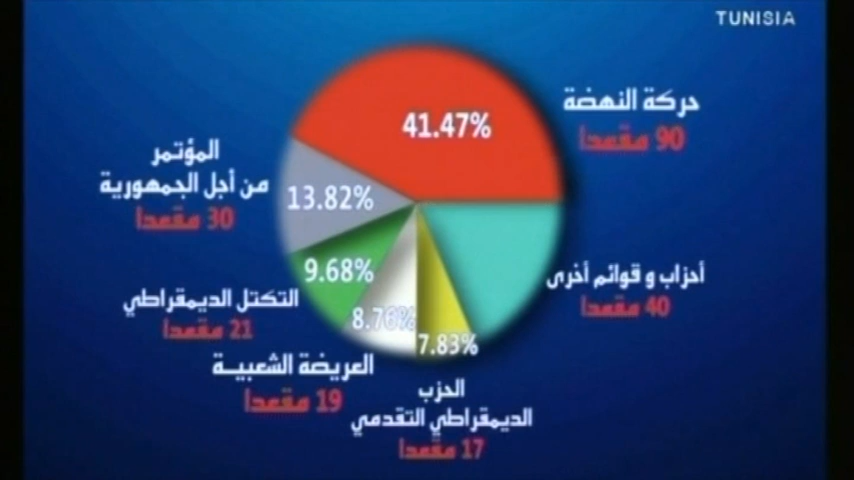 TUNISIA
حركة النهضة
90 مقعدا
41.47%
المؤتمر
من أجل الجمهورية
30 مقعدا
13.82%
التكتل الديمقراطي
21 مقعدا
9.68%
العريضة الشعبية
19 مقعدا
8.76%
الحزب
الديمقراطي التقدمي
17 مقعدا
7.83%
أحزاب و قوائم أخرى
40 مقعدا